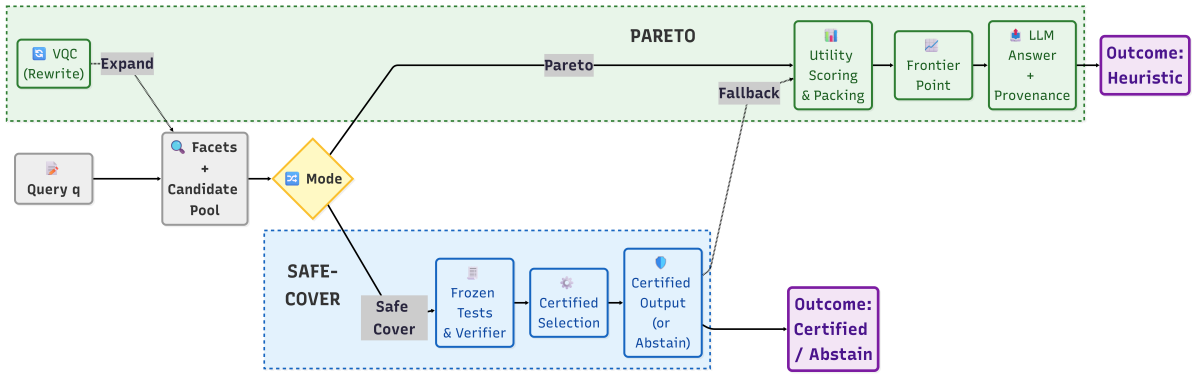 PARETO
VQC
(Rewrite)
Expand
Pareto
Fallback
Utility
Scoring
& Packing
Frontier
Point
LLM
Answer
+
Provenance
Outcome:
Heuristic
Query q
Facets
+
Candidate
Pool
Mode
SAFE-
COVER
Safe
Cover
Frozen
Tests
& Verifier
Certified
Selection
Certified
Output
(or
Abstain)
Outcome:
Certified
/ Abstain